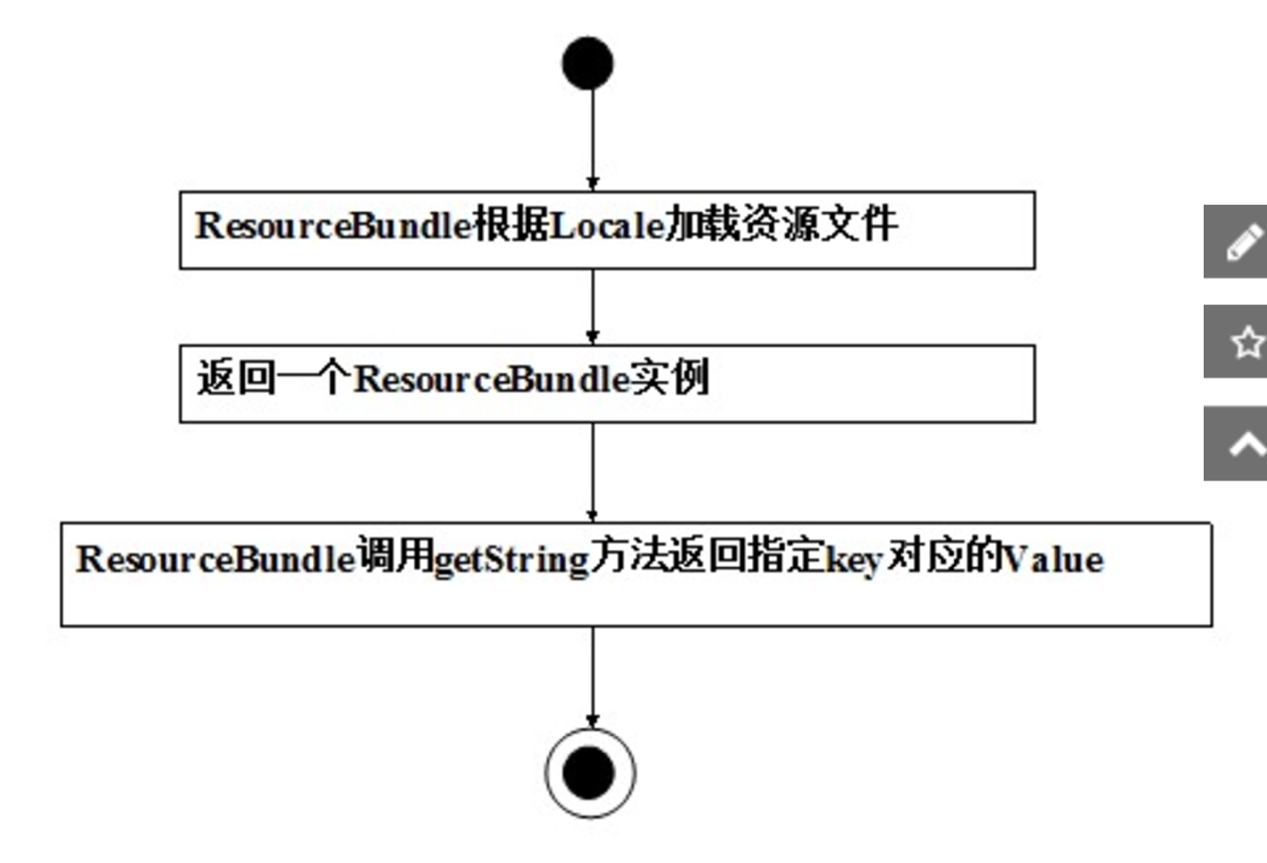 ResourceBundle根据Locale加载资源文件
返回一个ResourceBundle实例
ResourceBundle调用getString方法返回指定key对应的Value